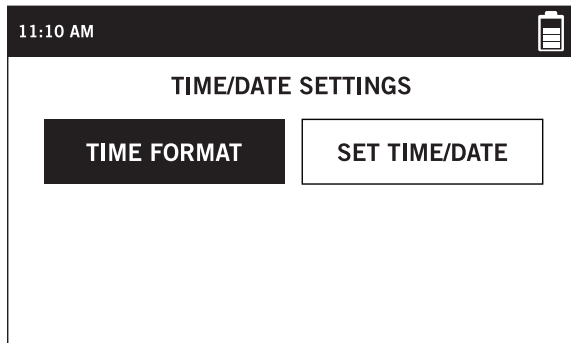 11:10 AM
TIME/DATE SETTINGS
TIME FORMAT
SET TIME/DATE